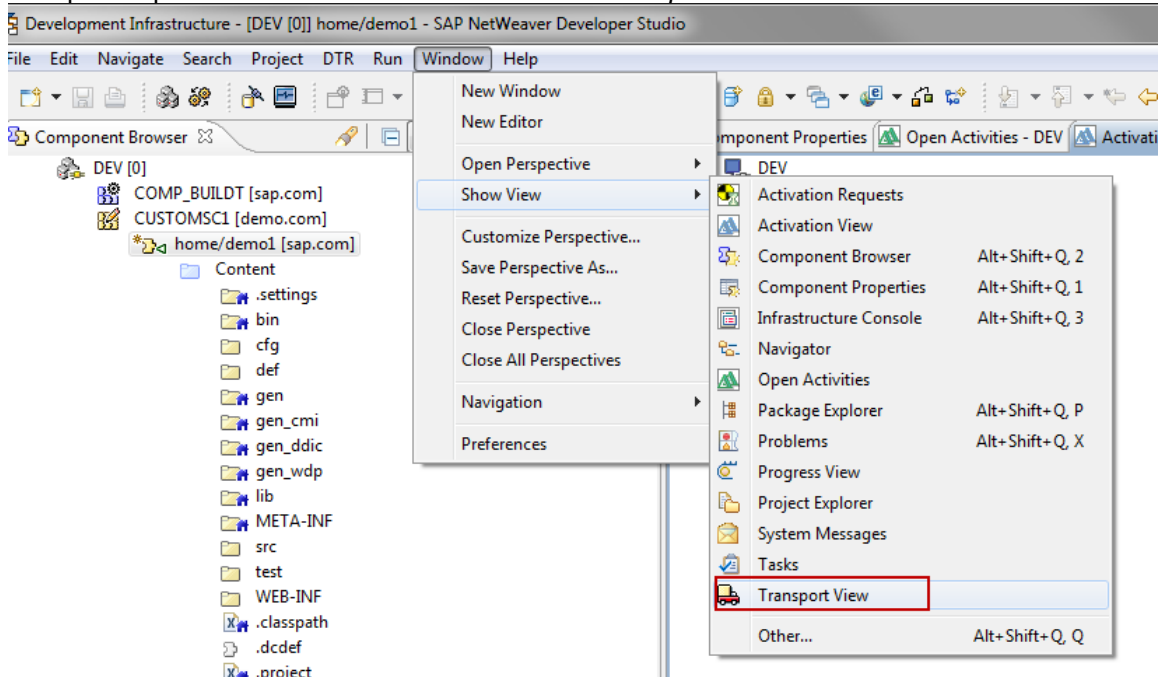 Development Infrastructure - [DEV [0]] home/demo1 - SAP NetWeaver Developer Studio
File Edit Navigate Search Project DTR Run Window Help
Component Browser
Component Properties Open Activities - DEV Activati
DEV [0]
COMP_BUILDT [sap.com]
CUSTOMSC1 [demo.com]
home/demo1 [sap.com]
Content
.settings
bin
cfg
def
gen
gen_cmi
gen_ddic
gen_wdp
lib
META-INF
src
test
WEB-INF
.classpath
.dcdef
.project
New Window
New Editor
Open Perspective
Show View
Customize Perspective...
Save Perspective As...
Reset Perspective...
Close Perspective
Close All Perspectives
Navigation
Preferences
DEV
Activation Requests
Activation View
Component Browser Alt+Shift+Q, 2
Component Properties Alt+Shift+Q, 1
Infrastructure Console Alt+Shift+Q, 3
Navigator
Open Activities
Package Explorer Alt+Shift+Q, P
Problems Alt+Shift+Q, X
Progress View
Project Explorer
System Messages
Tasks
Transport View
Other... Alt+Shift+Q, Q